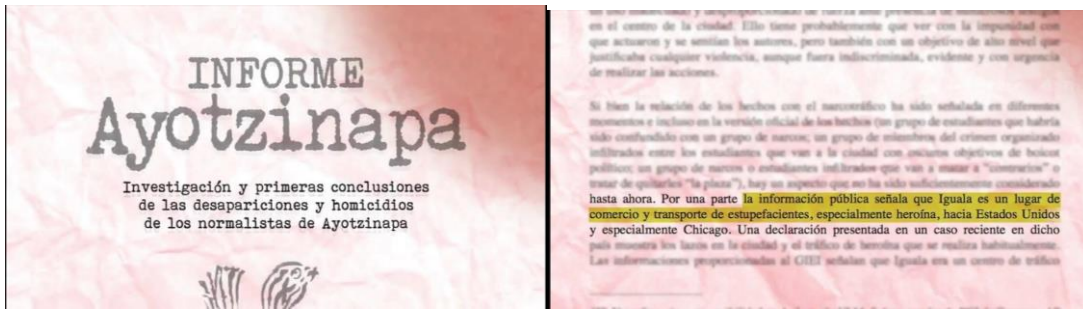 INFORME
Ayotzinapa
Investigación y primeras conclusiones
de las desapariciones y homicidios
de los normalistas de Ayotzinapa
en el centro de la ciudad. Ello tiene probablemente que ver con la impunidad con
que actuaron y se sentían los autores, pero también con un objetivo de alto nivel que
justificaba cualquier violencia, aunque fuera indiscriminada, evidente y con urgencia
de realizar las acciones.
Si bien la relación de los hechos con el narcotráfico ha sido señalada en diferentes
momentos e incluso en la versión oficial de los hechos (un grupo de estudiantes que habría
sido confundido con un grupo de narcos; un grupo de miembros del crimen organizado
infiltrados entre los estudiantes que van a la ciudad con oscuros objetivos de boicot
político; un grupo de narcos o estudiantes infiltrados que van a matar a "contrarios" o
tratar de quitarles "la plaza"), hay un aspecto que no ha sido suficientemente considerado
hasta ahora. Por una parte la información pública señala que Iguala es un lugar de
comercio y transporte de estupefacientes, especialmente heroína, hacia Estados Unidos
y especialmente Chicago. Una declaración presentada en un caso reciente en dicho
país muestra los lazos en la ciudad y el tráfico de heroína que se realiza habitualmente.
Las informaciones proporcionadas al GIEI señalan que Iguala era un centro de tráfico